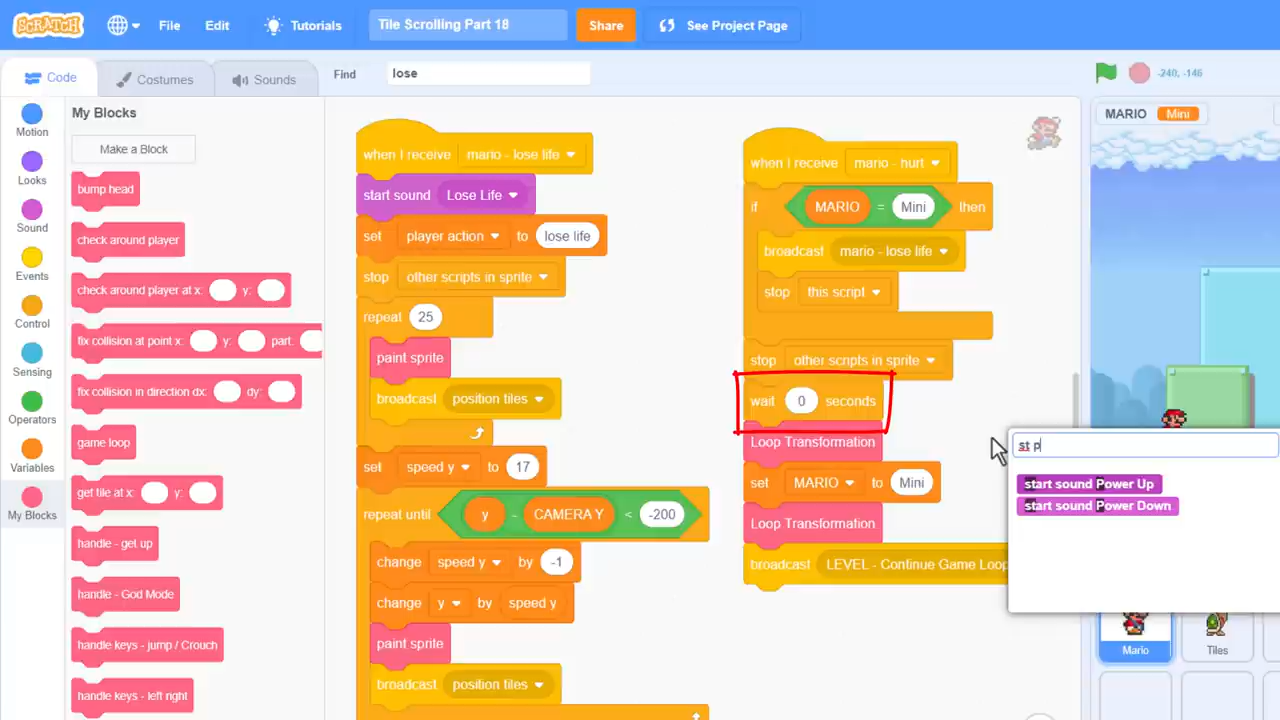 SCRATCH
File
Edit
Tutorials
Tile Scrolling Part 18
Share
See Project Page
Code
Costumes
Sounds
Find
lose
-240, -146
Motion
Looks
Sound
Events
Control
Sensing
Operators
Variables
My Blocks
My Blocks
Make a Block
bump head
check around player
check around player at x: y:
fix collision at point x: y: part:
fix collision in direction dx: dy:
game loop
get tile at x: y:
handle - get up
handle - God Mode
handle keys - jump / Crouch
handle keys - left right
when I receive mario - lose life
start sound Lose Life
set player action to lose life
stop other scripts in sprite
repeat 25
paint sprite
broadcast position tiles
set speed y to 17
repeat until y - CAMERA Y < -200
change speed y by -1
change y by speed y
paint sprite
broadcast position tiles
when I receive mario - hurt
if MARIO = Mini then
broadcast mario - lose life
stop this script
stop other scripts in sprite
wait 0 seconds
Loop Transformation
set MARIO to Mini
Loop Transformation
broadcast LEVEL - Continue Game Loop
MARIO Mini
st p
start sound Power Up
start sound Power Down
Mario
Tiles